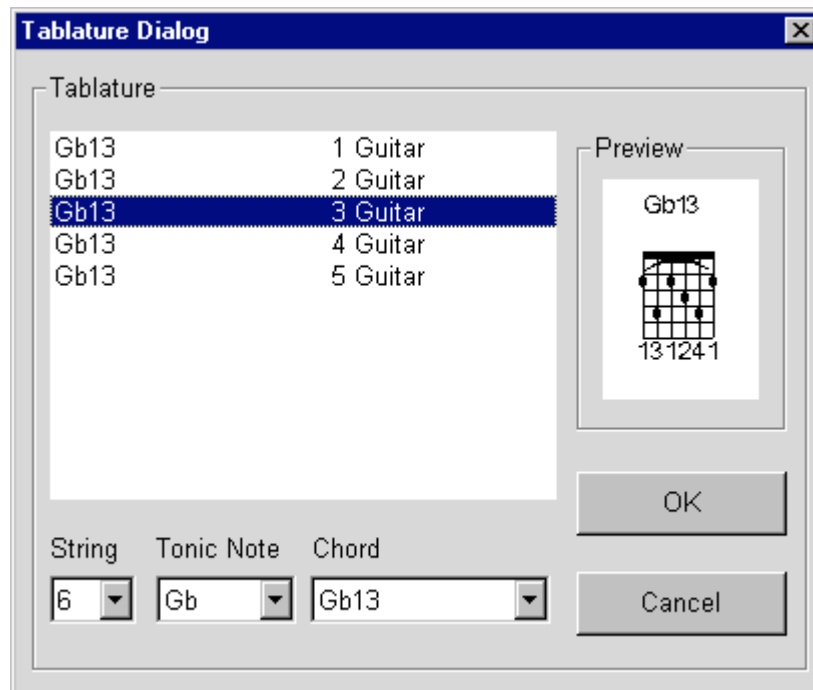 Tablature Dialog
Tablature
Gb13 1 Guitar
Gb13 2 Guitar
Gb13 3 Guitar
Gb13 4 Guitar
Gb13 5 Guitar
Preview
Gb13
131241
OK
String Tonic Note Chord
6 Gb Gb13
Cancel